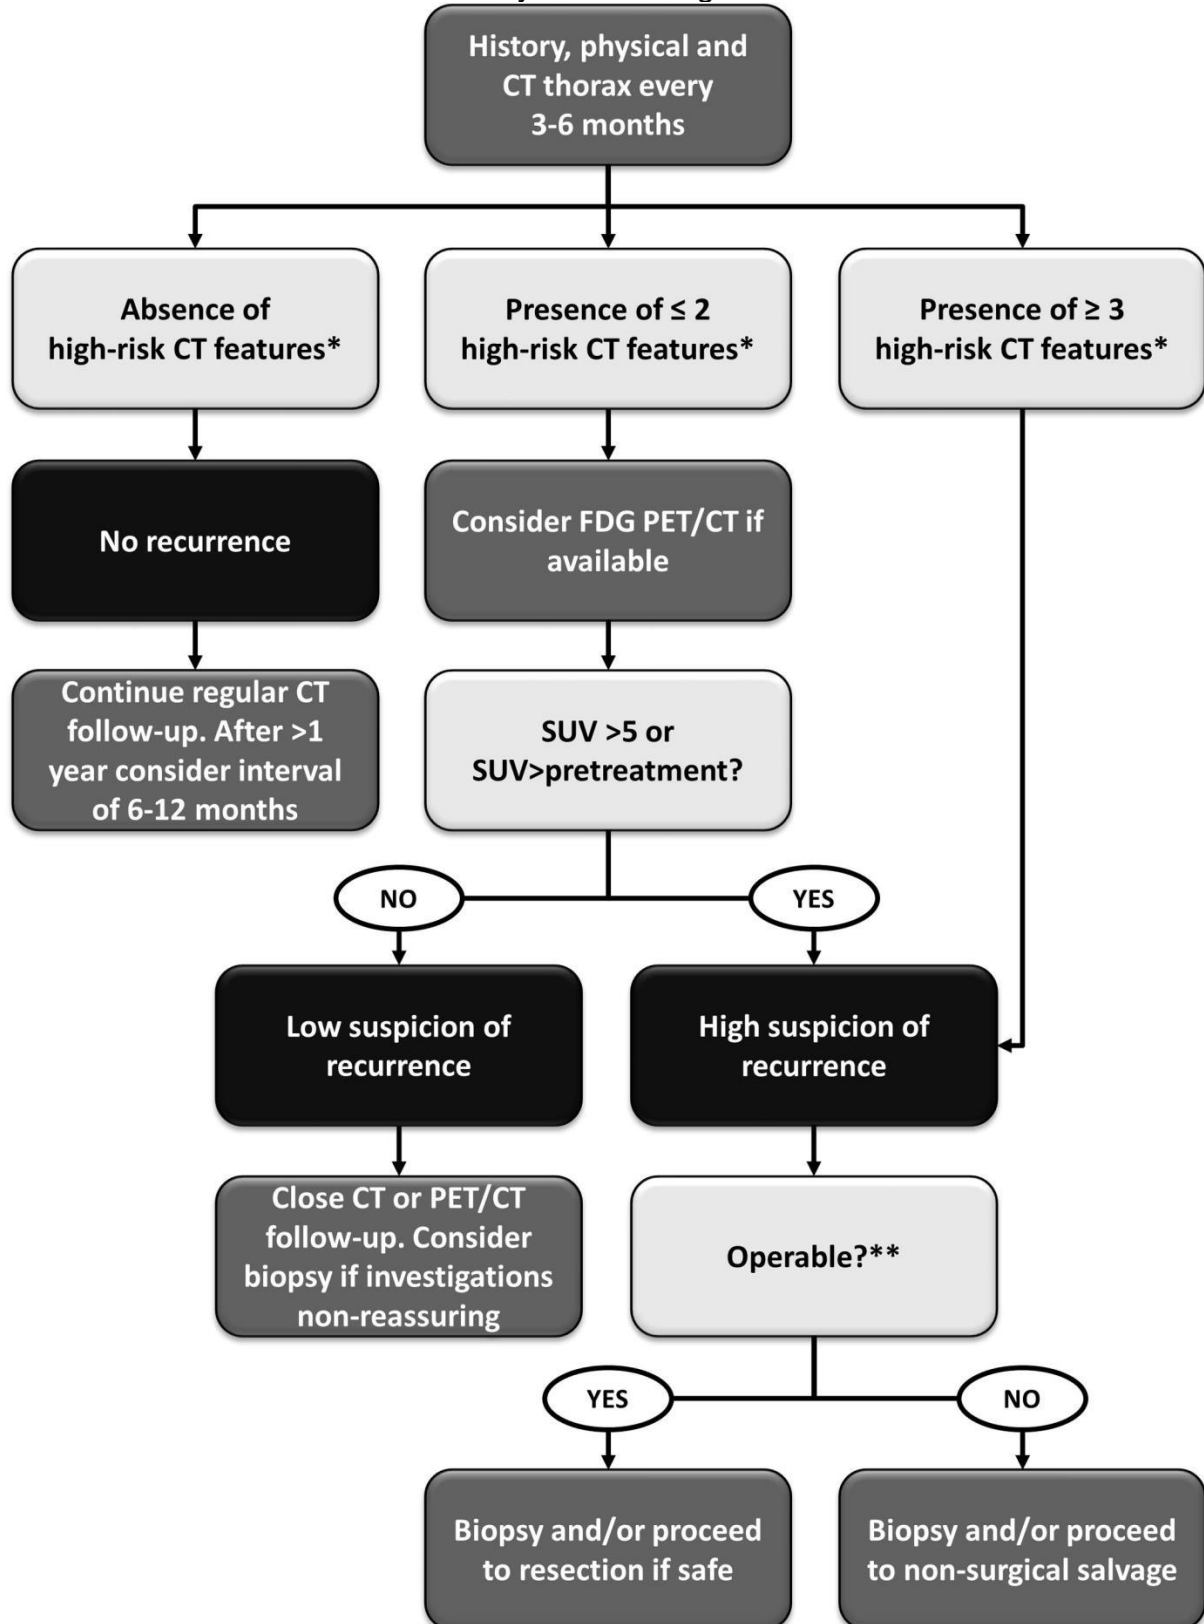 History, physical and
CT thorax every
3-6 months
Absence of
high-risk CT features*
Presence of ≤ 2
high-risk CT features*
Presence of ≥ 3
high-risk CT features*
No recurrence
Consider FDG PET/CT if
available
Continue regular CT
follow-up. After >1
year consider interval
of 6-12 months
SUV >5 or
SUV>pretreatment?
NO
YES
Low suspicion of
recurrence
High suspicion of
recurrence
Close CT or PET/CT
follow-up. Consider
biopsy if investigations
non-reassuring
Operable?**
YES
NO
Biopsy and/or proceed
to resection if safe
Biopsy and/or proceed
to non-surgical salvage